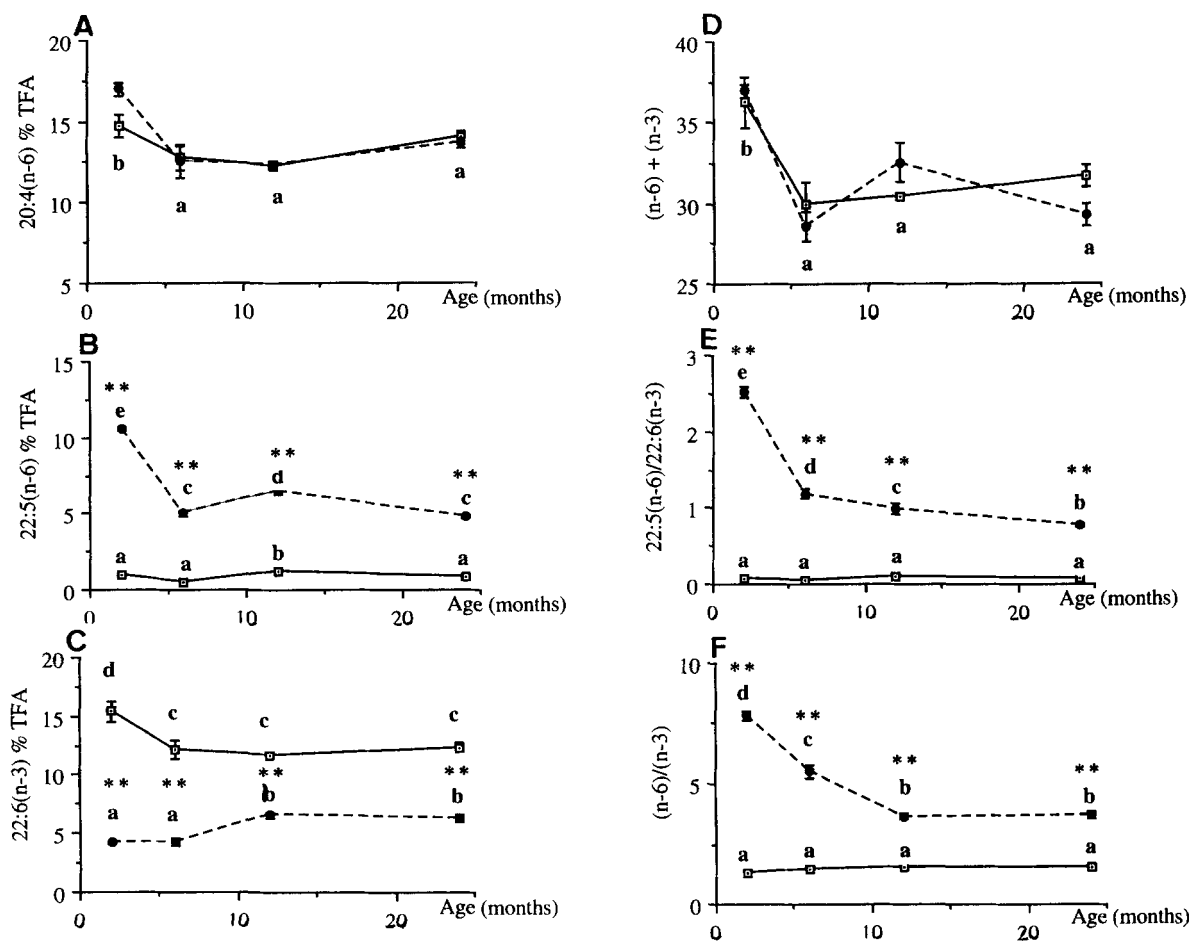 A
20:4(n-6) % TFA
20
15
10
5
b
a
a
a
0
10
20
Age (months)
B
22:5(n-6) % TFA
15
10
5
0
**
e
**
c
**
d
**
c
a
a
b
a
0
10
20
Age (months)
C
22:6(n-3) % TFA
20
15
10
5
0
d
c
c
c
**
**
**
**
a
a
b
b
0
10
20
Age (months)
D
(n-6) + (n-3)
40
35
30
25
b
a
a
a
0
10
20
Age (months)
E
22:5(n-6)/22:6(n-3)
3
2
1
0
**
e
**
d
**
c
**
b
a
a
a
a
0
10
20
Age (months)
F
(n-6)/(n-3)
10
5
0
**
d
**
c
**
b
**
b
a
a
a
a
0
10
20
Age (months)